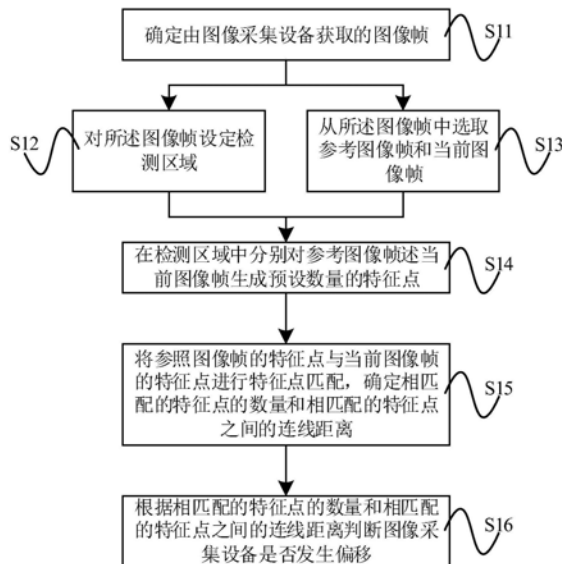 确定由图像采集设备获取的图像帧
S11
S12
对所述图像帧设定检
测区域
从所述图像帧中选取
参考图像帧和当前图
像帧
S13
在检测区域中分别对参考图像帧述当
前图像帧生成预设数量的特征点
S14
将参照图像帧的特征点与当前图像帧
的特征点进行特征点匹配，确定相匹
配的特征点的数量和相匹配的特征点
之间的连线距离
S15
根据相匹配的特征点的数量和相匹配
的特征点之间的连线距离判断图像采
集设备是否发生偏移
S16